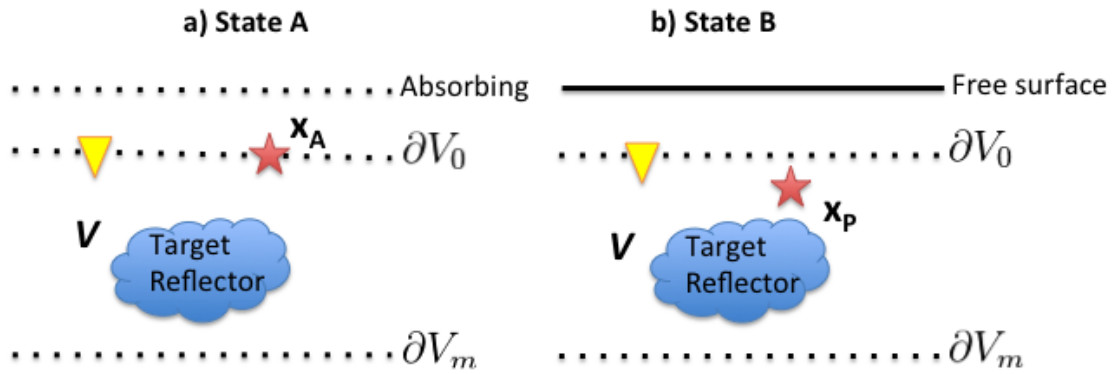 a) State A
b) State B
Absorbing
Free surface
x_A
∂V_0
∂V_0
V
Target
Reflector
x_P
V
Target
Reflector
∂V_m
∂V_m